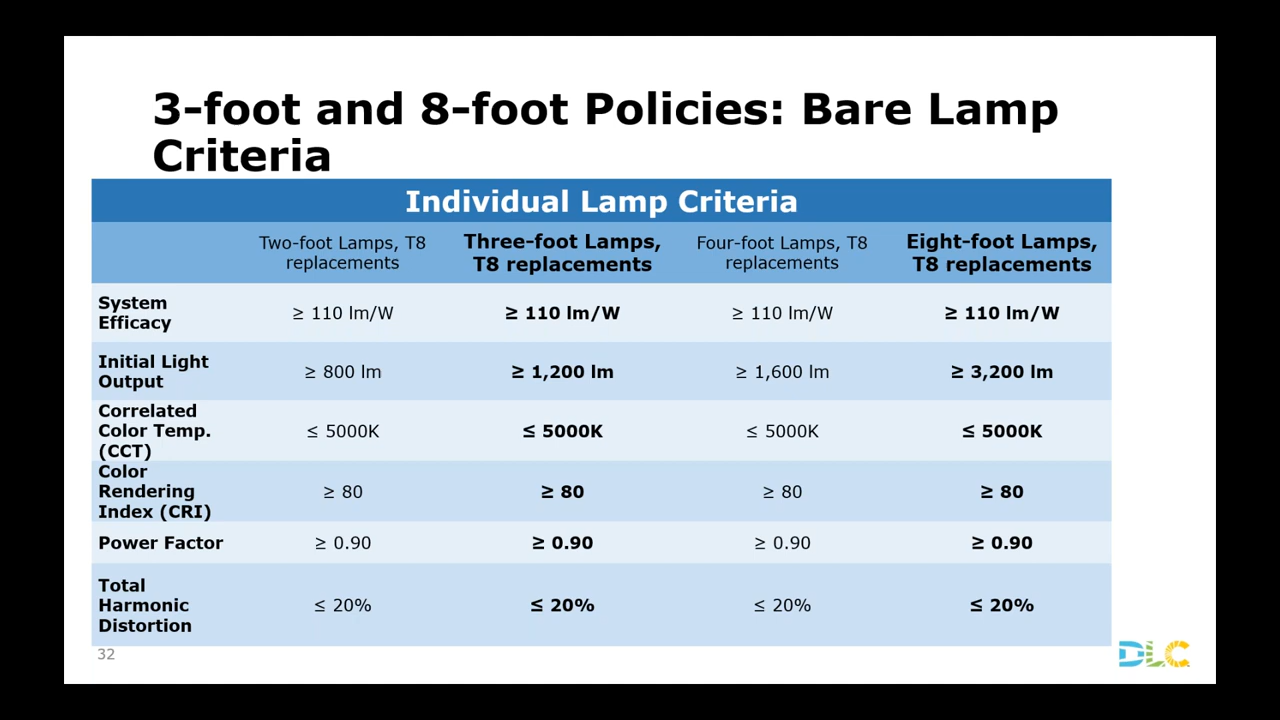 3-foot and 8-foot Policies: Bare Lamp
Criteria
Individual Lamp Criteria
Two-foot Lamps, T8
replacements
Three-foot Lamps,
T8 replacements
Four-foot Lamps, T8
replacements
Eight-foot Lamps,
T8 replacements
System
Efficacy
≥ 110 lm/W
≥ 110 lm/W
≥ 110 lm/W
≥ 110 lm/W
Initial Light
Output
≥ 800 lm
≥ 1,200 lm
≥ 1,600 lm
≥ 3,200 lm
Correlated
Color Temp.
(CCT)
≤ 5000K
≤ 5000K
≤ 5000K
≤ 5000K
Color
Rendering
Index (CRI)
≥ 80
≥ 80
≥ 80
≥ 80
Power Factor
≥ 0.90
≥ 0.90
≥ 0.90
≥ 0.90
Total
Harmonic
Distortion
≤ 20%
≤ 20%
≤ 20%
≤ 20%
32
DLC